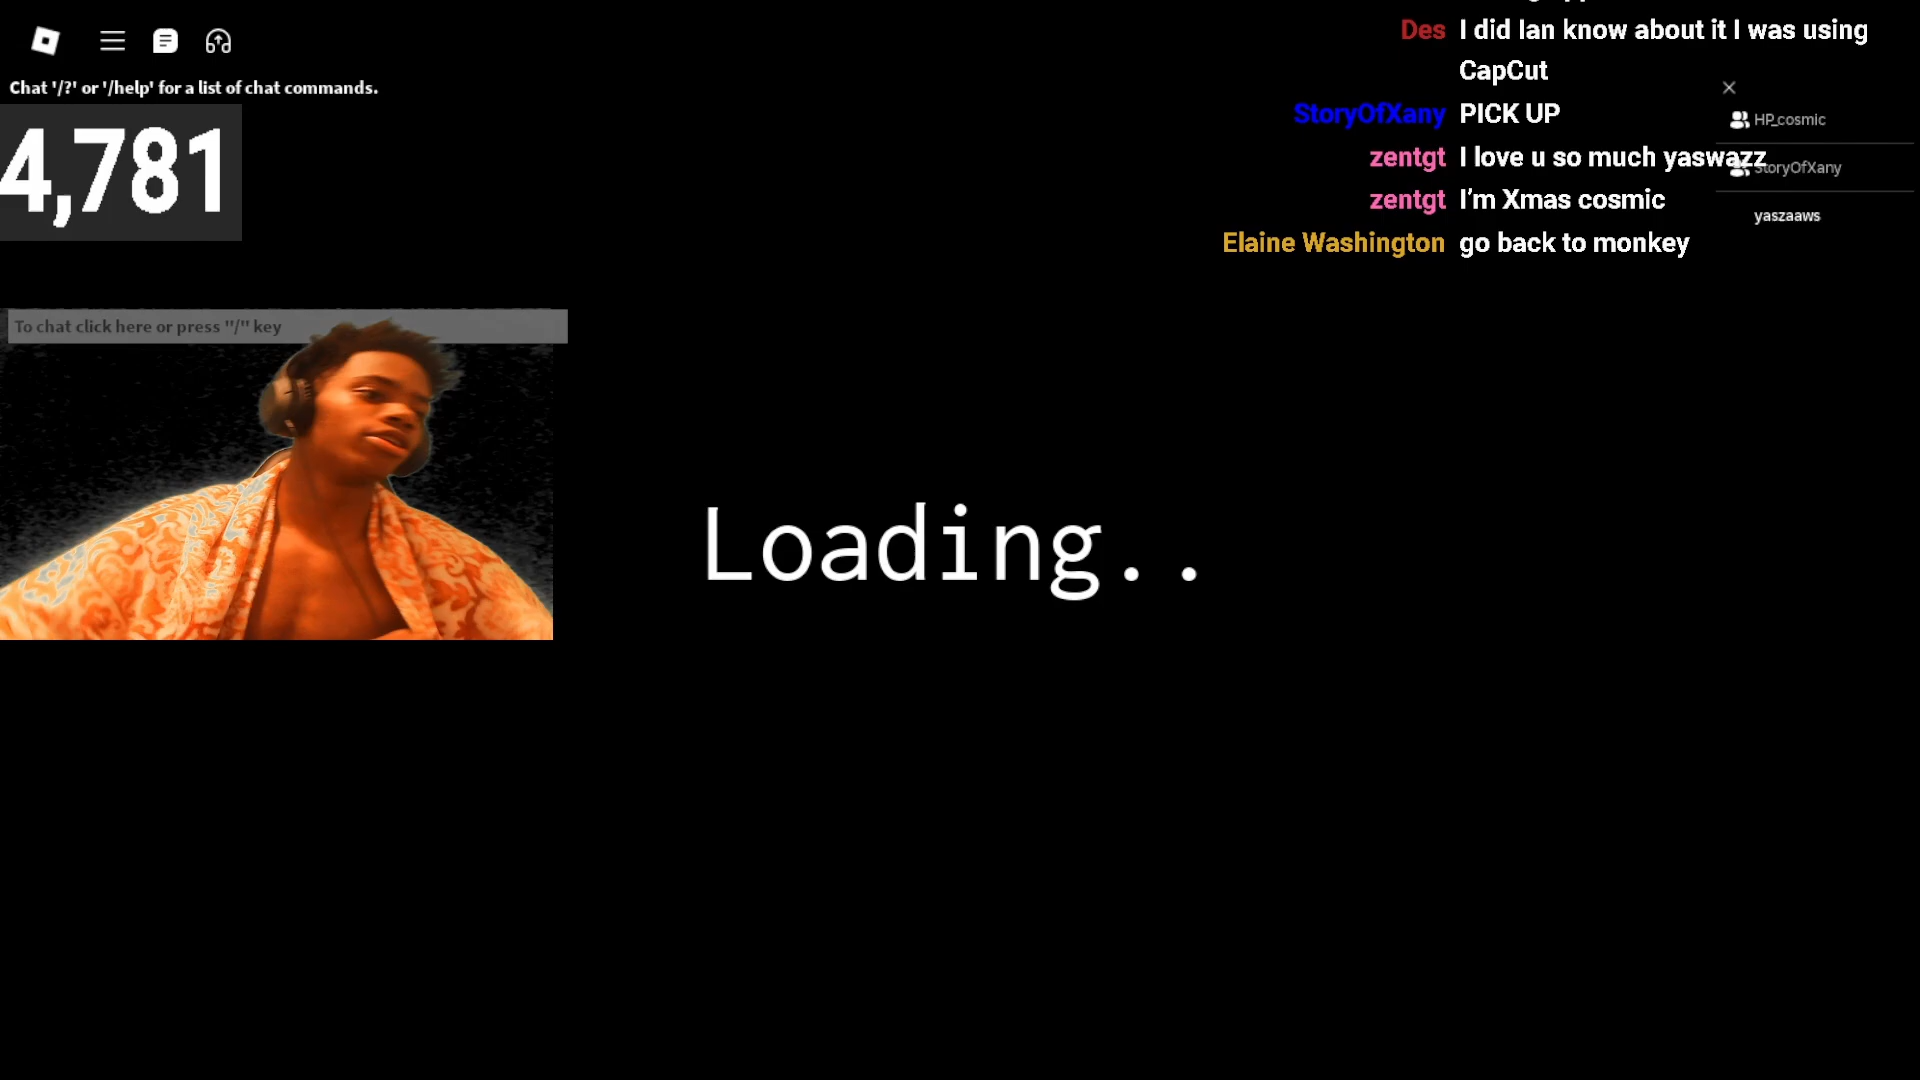 Chat '/?' or '/help' for a list of chat commands.
4,781
To chat click here or press "/" key
Des I did Ian know about it I was using
CapCut
StoryOfXany PICK UP
zentgt I love u so much yaswazz
zentgt I'm Xmas cosmic
Elaine Washington go back to monkey
HP_cosmic
StoryOfXany
yaszaaws
Loading..